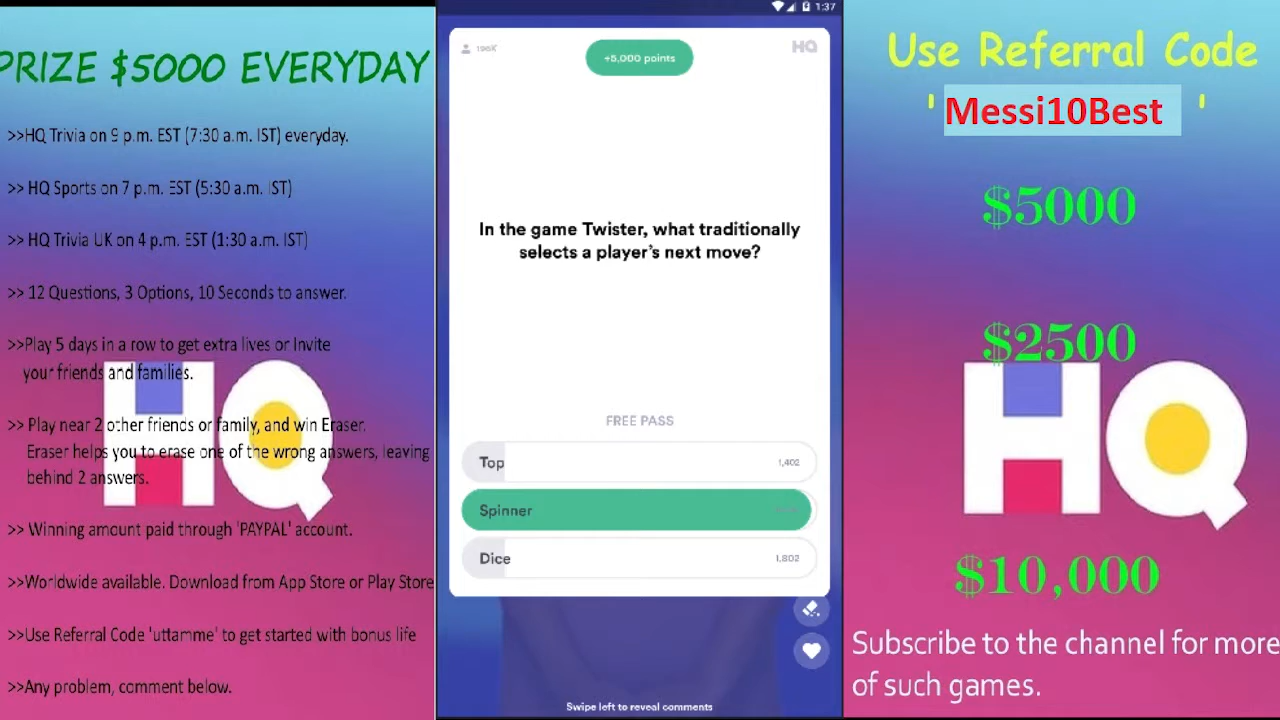 PRIZE $5000 EVERYDAY
>>HQ Trivia on 9 p.m. EST (7:30 a.m. IST) everyday.
>> HQ Sports on 7 p.m. EST (5:30 a.m. IST)
>> HQ Trivia UK on 4 p.m. EST (1:30 a.m. IST)
>> 12 Questions, 3 Options, 10 Seconds to answer.
>>Play 5 days in a row to get extra lives or Invite
your friends and families.
>> Play near 2 other friends or family, and win Eraser.
Eraser helps you to erase one of the wrong answers, leaving
behind 2 answers.
>> Winning amount paid through 'PAYPAL' account.
>>Worldwide available. Download from App Store or Play Store
>>Use Referral Code 'uttamme' to get started with bonus life
>>Any problem, comment below.
HQ
1:37
196K
+5,000 points
HQ
In the game Twister, what traditionally
selects a player's next move?
FREE PASS
Top 1,402
Spinner
Dice 1,802
Swipe left to reveal comments
Use Referral Code
' Messi10Best '
$5000
$2500
HQ
$10,000
Subscribe to the channel for more
of such games.